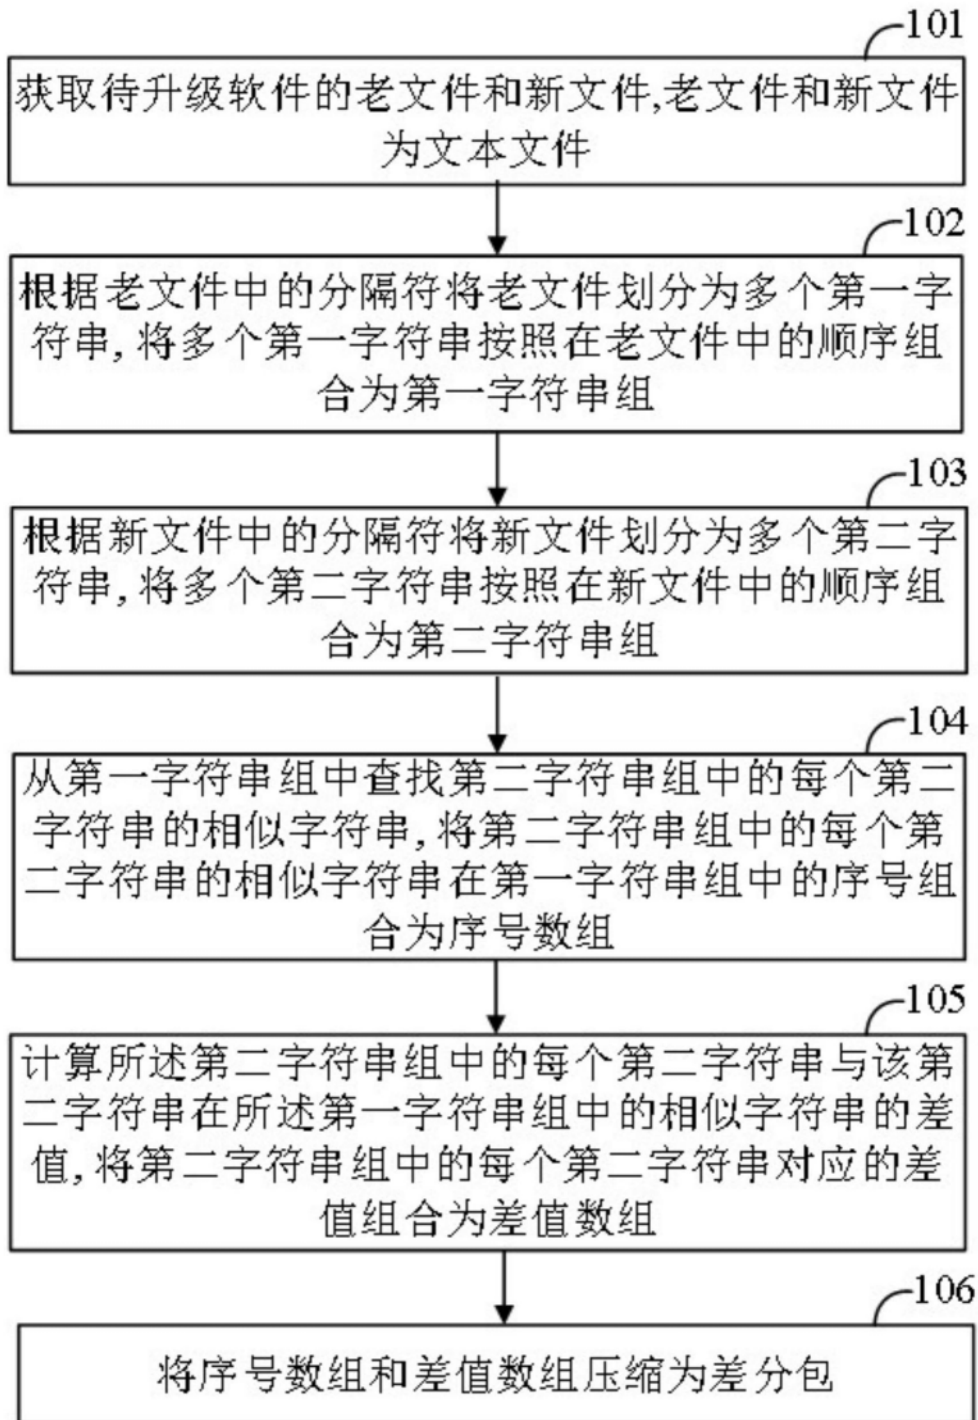 101
获取待升级软件的老文件和新文件,老文件和新文件
为文本文件
102
根据老文件中的分隔符将老文件划分为多个第一字
符串,将多个第一字符串按照在老文件中的顺序组
合为第一字符串组
103
根据新文件中的分隔符将新文件划分为多个第二字
符串,将多个第二字符串按照在新文件中的顺序组
合为第二字符串组
104
从第一字符串组中查找第二字符串组中的每个第二
字符串的相似字符串,将第二字符串组中的每个第
二字符串的相似字符串在第一字符串组中的序号组
合为序号数组
105
计算所述第二字符串组中的每个第二字符串与该第
二字符串在所述第一字符串组中的相似字符串的差
值,将第二字符串组中的每个第二字符串对应的差
值组合为差值数组
106
将序号数组和差值数组压缩为差分包